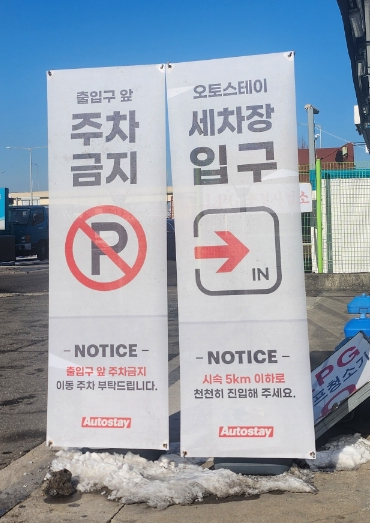 출입구 앞
주차
금지
P
– NOTICE –
출입구 앞 주차금지
이동 주차 부탁드립니다.
Autostay
오토스테이
세차장
입구
IN
– NOTICE –
시속 5km 이하로
천천히 진입해 주세요.
Autostay
소
PG